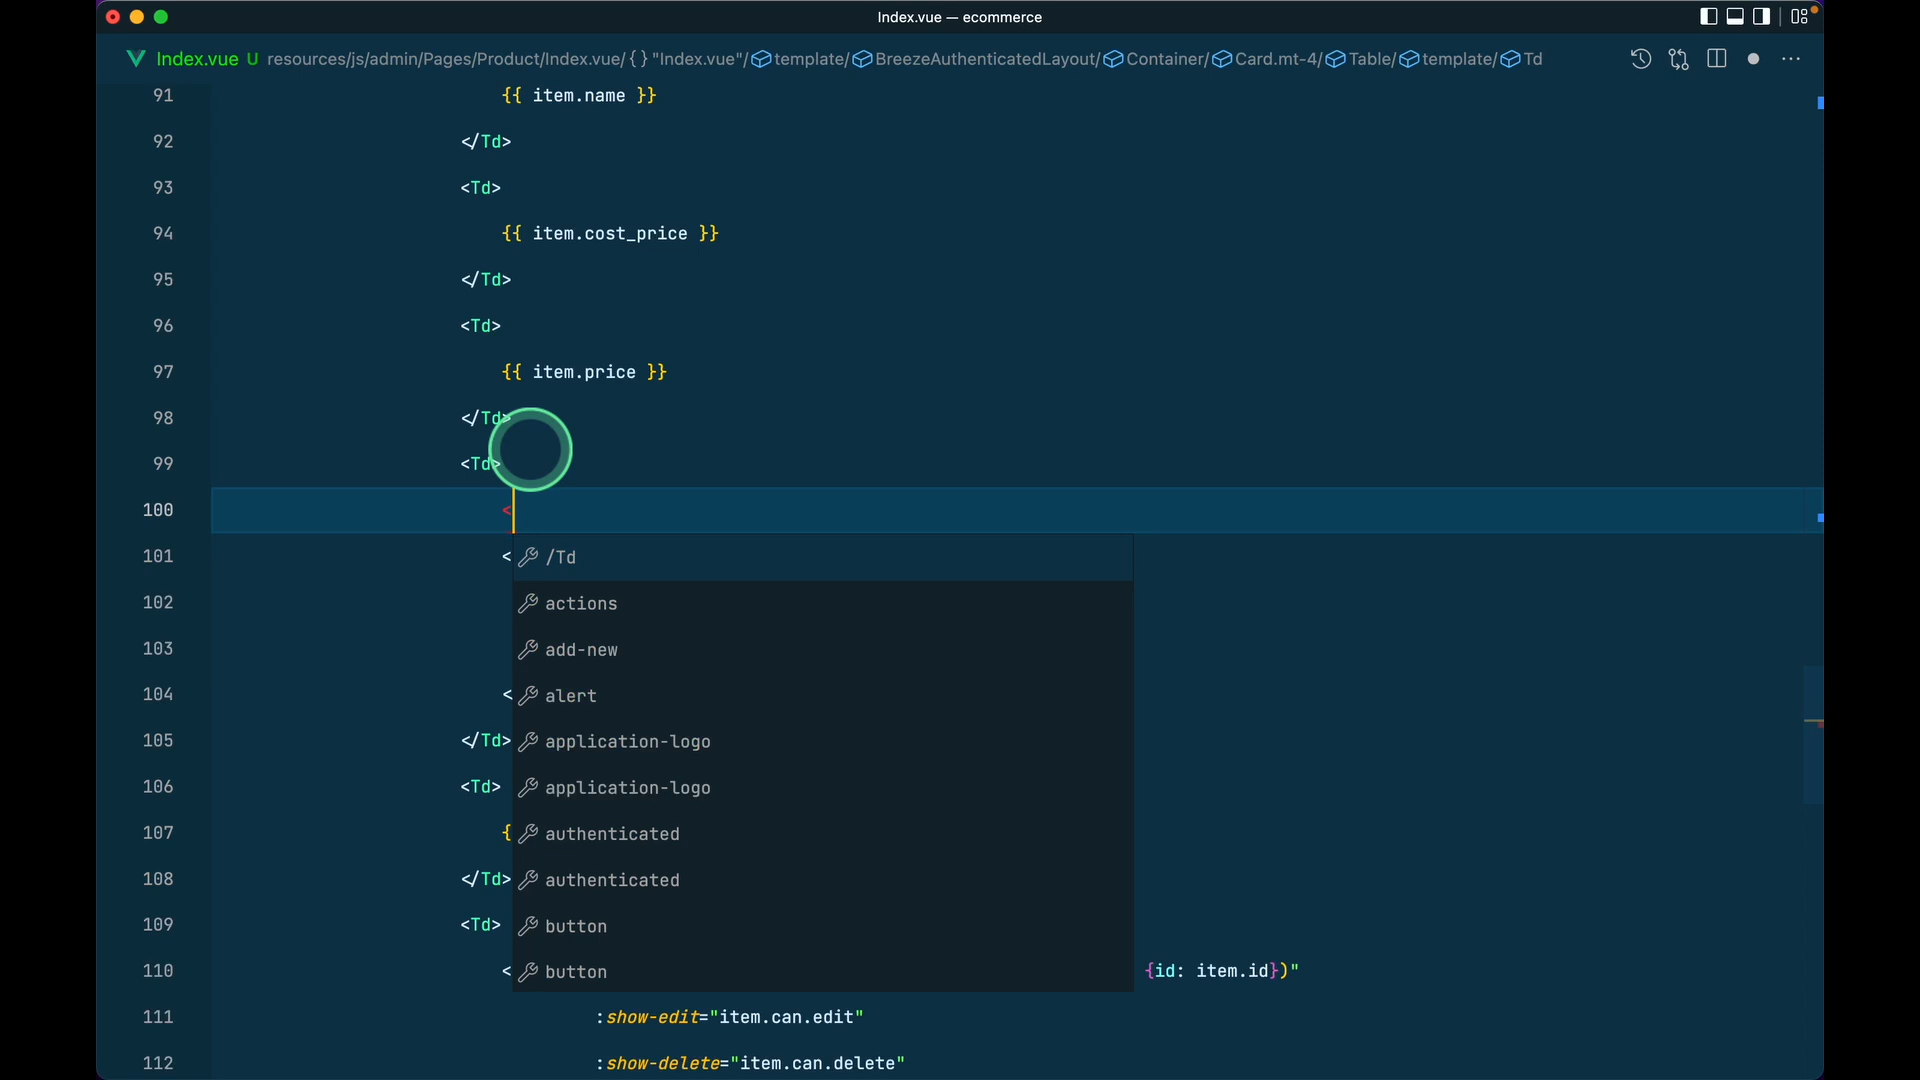 Index.vue — ecommerce
Index.vue U resources/js/admin/Pages/Product/Index.vue/{ } "Index.vue"/template/BreezeAuthenticatedLayout/Container/Card.mt-4/Table/template/Td
91 {{ item.name }}
92 </Td>
93 <Td>
94 {{ item.cost_price }}
95 </Td>
96 <Td>
97 {{ item.price }}
98 </Td>
99 <Td>
100 <
101 < /Td
102 actions
103 add-new
104 < alert
105 </Td> application-logo
106 <Td> application-logo
107 { authenticated
108 </Td> authenticated
109 <Td> button
110 < button {id: item.id})"
111 :show-edit="item.can.edit"
112 :show-delete="item.can.delete"